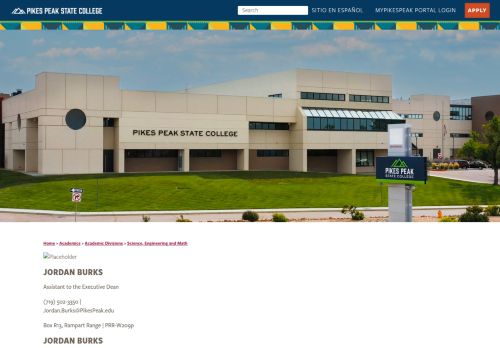 PIKES PEAK STATE COLLEGE
Search
SITIO EN ESPAÑOL
MYPIKESPEAK PORTAL LOGIN
APPLY
PIKES PEAK STATE COLLEGE
PIKES PEAK
STATE COLLEGE
Home » Academics » Academic Divisions » Science, Engineering and Math
Placeholder
JORDAN BURKS
Assistant to the Executive Dean
(719) 502-3350 |
Jordan.Burks@PikesPeak.edu
Box R13, Rampart Range | PRR-W209p
JORDAN BURKS